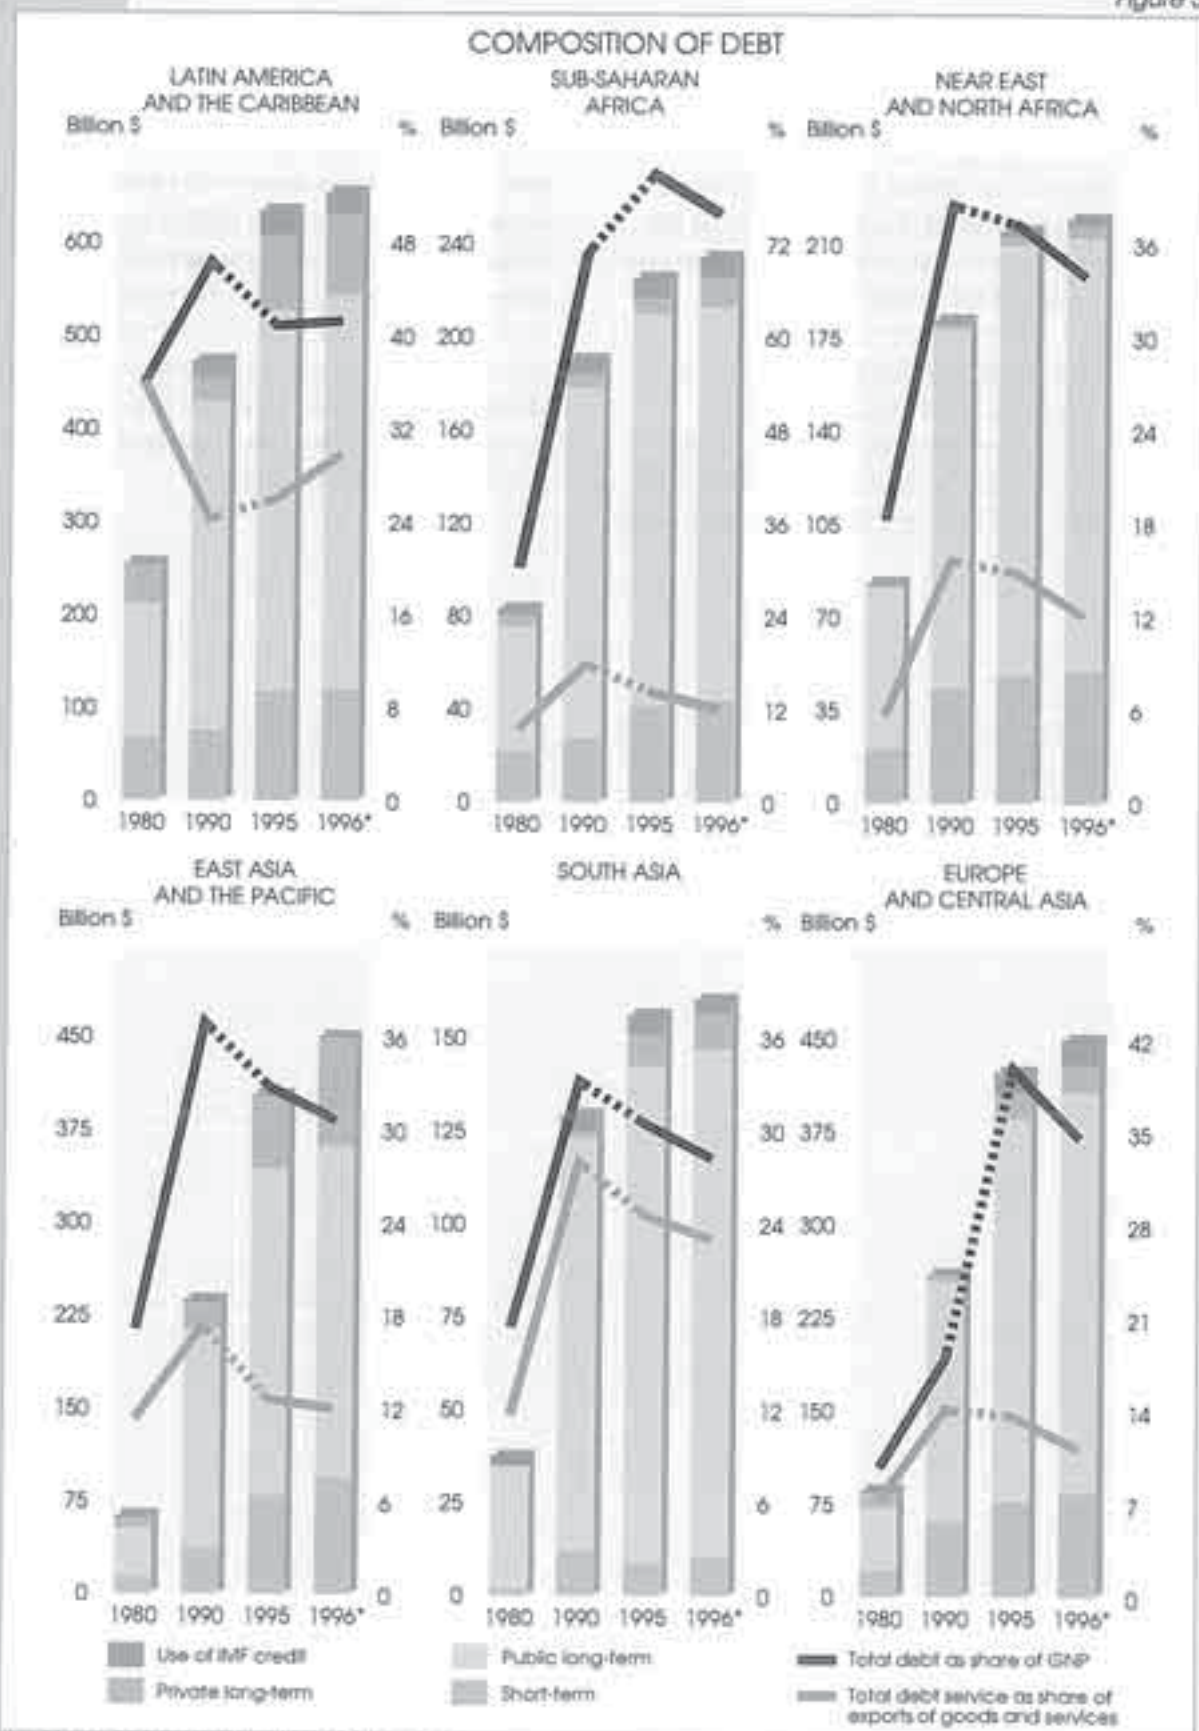 Figure
COMPOSITION OF DEBT
LATIN AMERICA
AND THE CARIBBEAN
Billion $
%
600
500
400
300
200
100
0
48
40
32
24
16
8
0
1980 1990 1995 1996*
SUB-SAHARAN
AFRICA
Billion $
%
240
200
160
120
80
40
0
72
60
48
36
24
12
0
1980 1990 1995 1996*
NEAR EAST
AND NORTH AFRICA
Billion $
%
210
175
140
105
70
35
0
36
30
24
18
12
6
0
1980 1990 1995 1996*
EAST ASIA
AND THE PACIFIC
Billion $
%
450
375
300
225
150
75
0
36
30
24
18
12
6
0
1980 1990 1995 1996*
SOUTH ASIA
Billion $
%
150
125
100
75
50
25
0
36
30
24
18
12
6
0
1980 1990 1995 1996*
EUROPE
AND CENTRAL ASIA
Billion $
%
450
375
300
225
150
75
0
42
35
28
21
14
7
0
1980 1990 1995 1996*
Use of IMF credit
Private long-term
Public long-term
Short-term
Total debt as share of GNP
Total debt service as share of
exports of goods and services